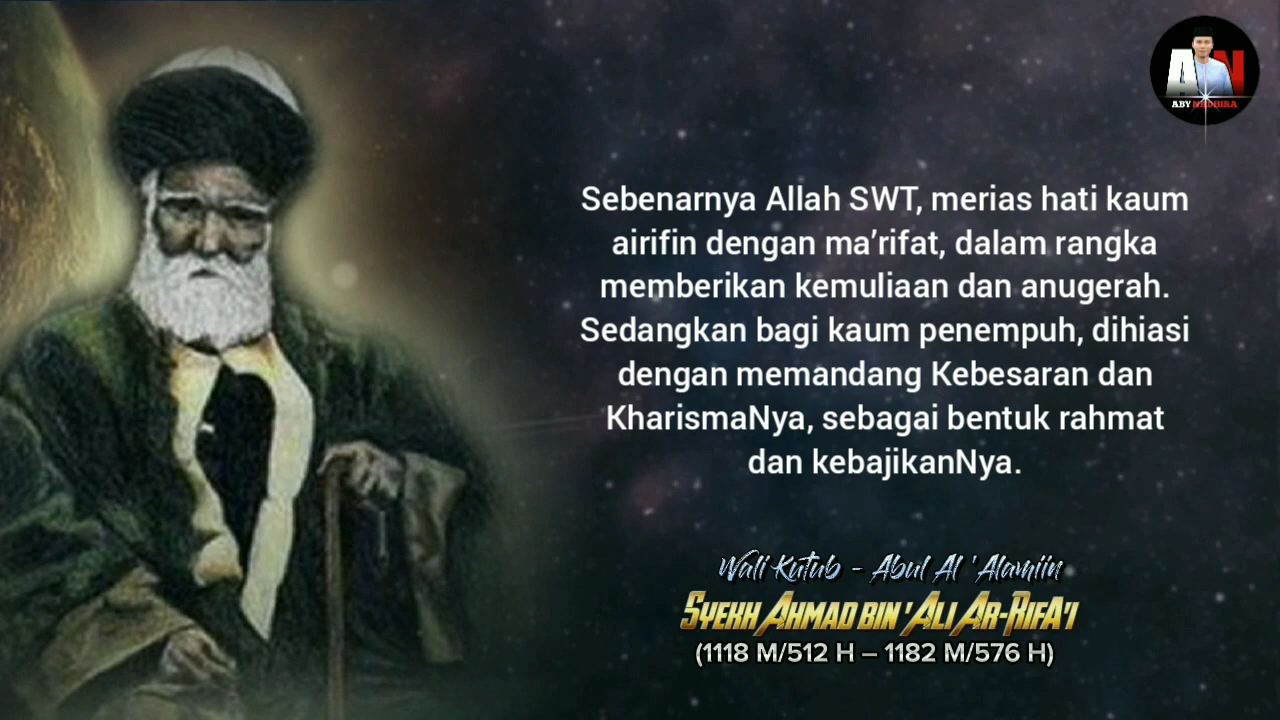 ABY NADHIRA
Sebenarnya Allah SWT, merias hati kaum
airifin dengan ma’rifat, dalam rangka
memberikan kemuliaan dan anugerah.
Sedangkan bagi kaum penempuh, dihiasi
dengan memandang Kebesaran dan
KharismaNya, sebagai bentuk rahmat
dan kebajikanNya.
Wali Kutub - Abul Al 'Alamiin
Syekh Ahmad bin 'Ali Ar-Rifa'i
(1118 M/512 H – 1182 M/576 H)